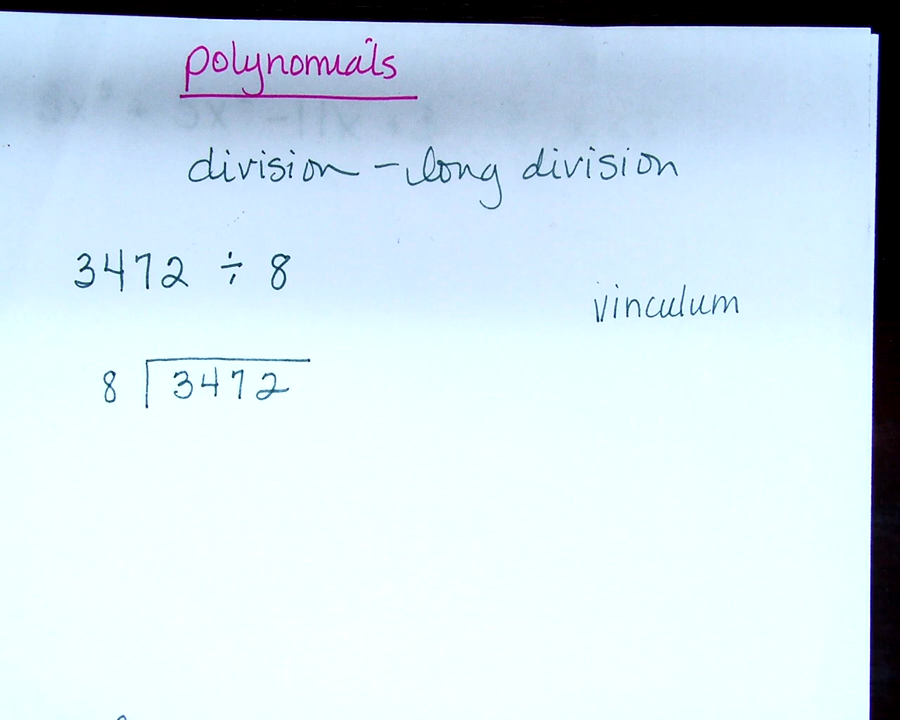 polynomials
division - long division
3472 ÷ 8
vinculum
8 3472